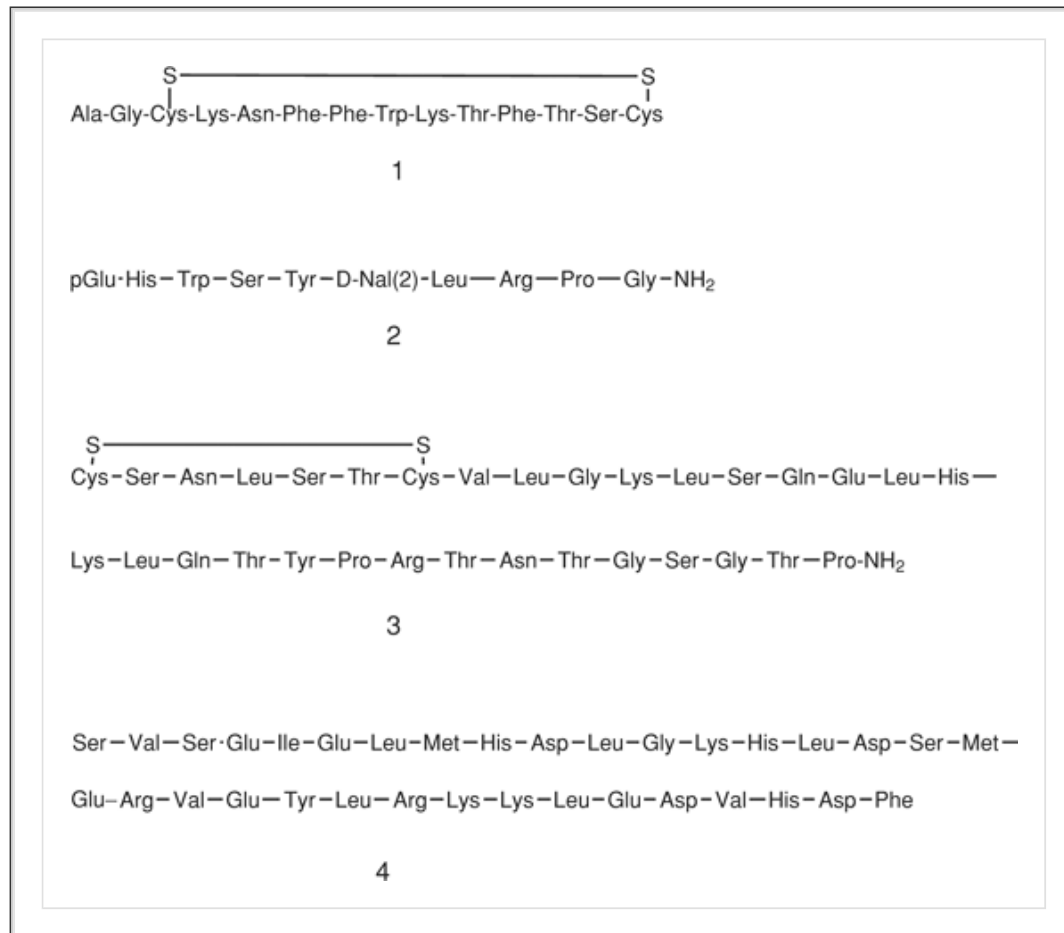 S S
Ala-Gly-Cys-Lys-Asn-Phe-Phe-Trp-Lys-Thr-Phe-Thr-Ser-Cys
1
pGlu-His-Trp-Ser-Tyr-D-Nal(2)-Leu-Arg-Pro-Gly-NH₂
2
S S
Cys-Ser-Asn-Leu-Ser-Thr-Cys-Val-Leu-Gly-Lys-Leu-Ser-Gln-Glu-Leu-His-
Lys-Leu-Gln-Thr-Tyr-Pro-Arg-Thr-Asn-Thr-Gly-Ser-Gly-Thr-Pro-NH₂
3
Ser-Val-Ser·Glu-Ile-Glu-Leu-Met-His-Asp-Leu-Gly-Lys-His-Leu-Asp-Ser-Met-
Glu-Arg-Val-Glu-Tyr-Leu-Arg-Lys-Lys-Leu-Glu-Asp-Val-His-Asp-Phe
4